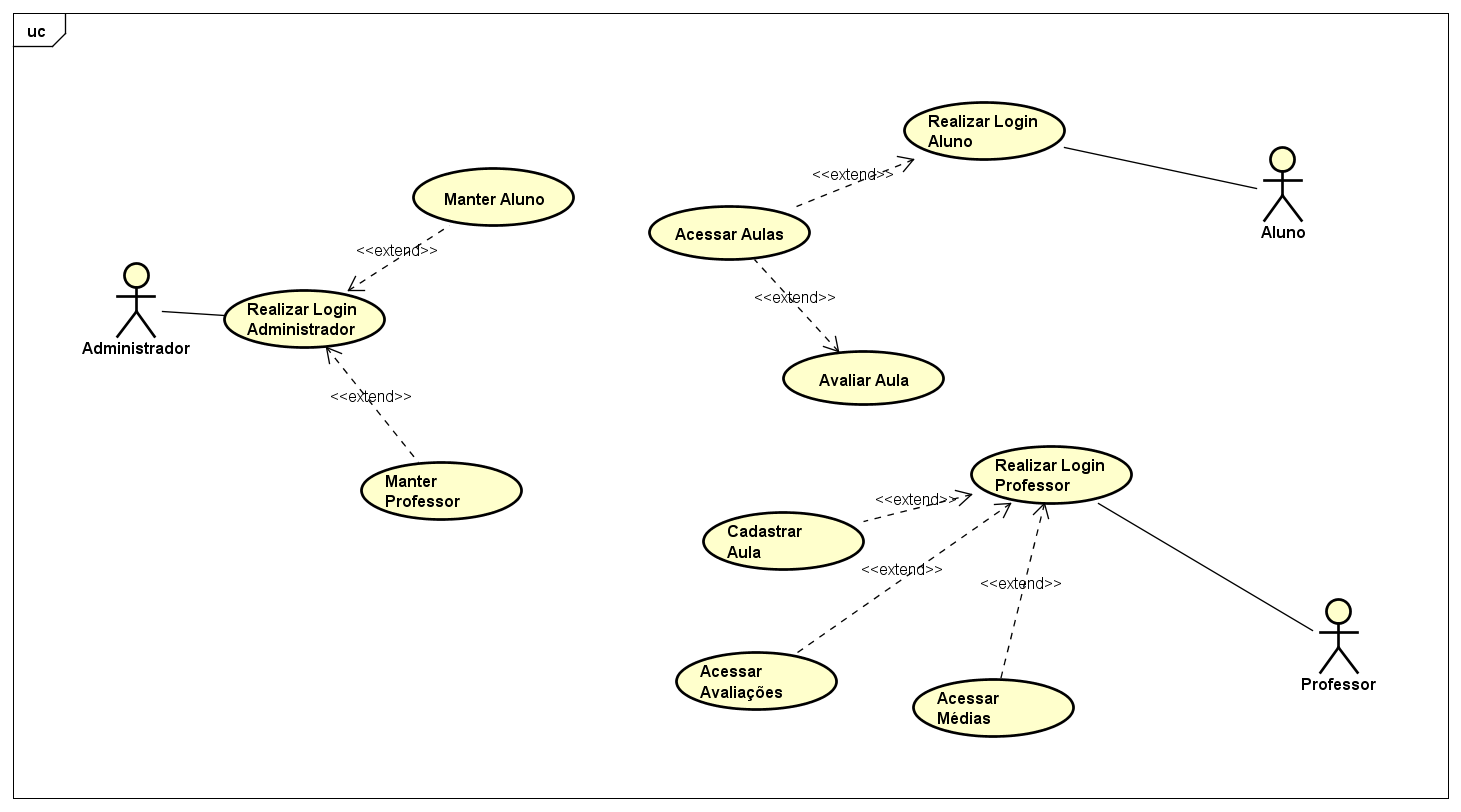 uc
Realizar Login
Aluno
<<extend>>
Manter Aluno
Acessar Aulas
Aluno
<<extend>>
<<extend>>
Realizar Login
Administrador
Administrador
Avaliar Aula
<<extend>>
Realizar Login
Professor
Manter
Professor
<<extend>>
Cadastrar
Aula
<<extend>>
<<extend>>
Acessar
Avaliações
Professor
Acessar
Médias